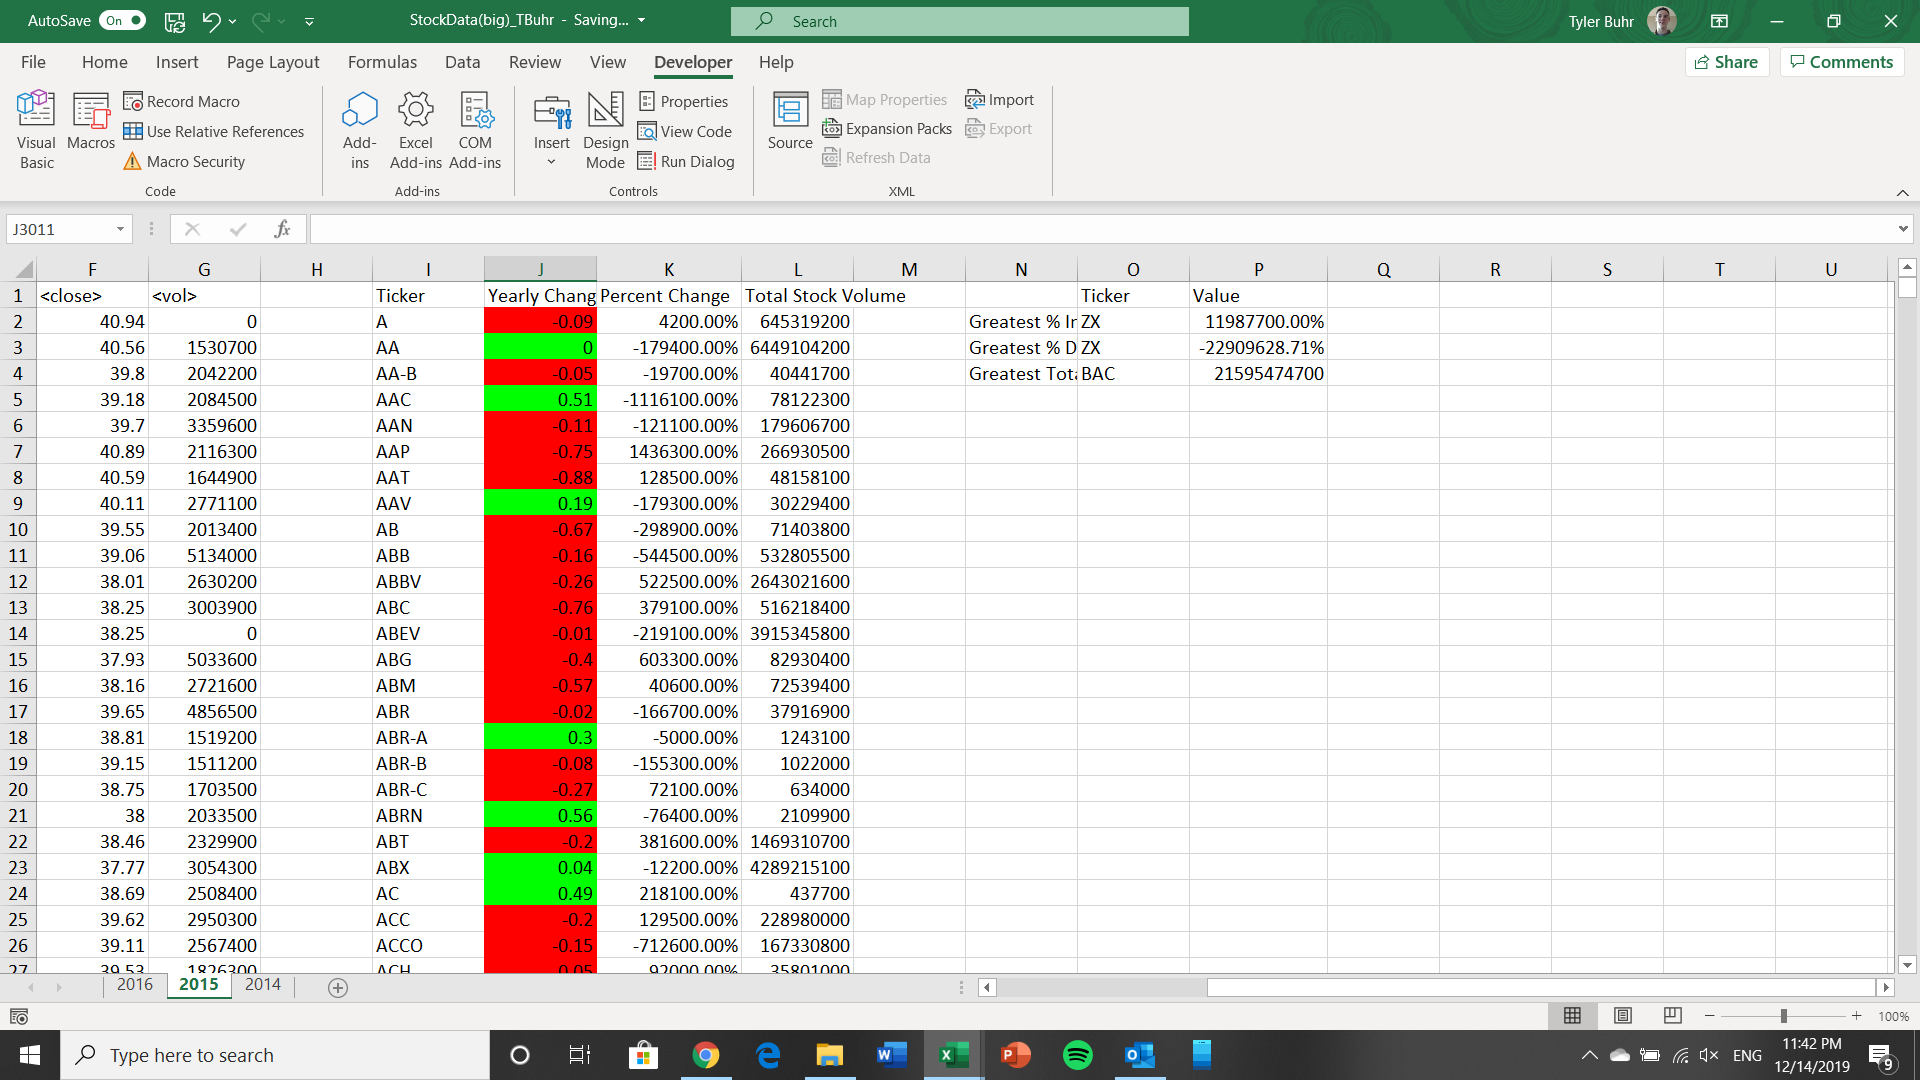 AutoSave On StockData(big)_TBuhr - Saving... Search Tyler Buhr
File Home Insert Page Layout Formulas Data Review View Developer Help Share Comments
Visual Basic
Macros
Record Macro
Use Relative References
Macro Security
Code
Add-ins
Excel Add-ins
COM Add-ins
Add-ins
Insert
Design Mode
Properties
View Code
Run Dialog
Controls
Source
Map Properties
Expansion Packs
Refresh Data
Import
Export
XML
J3011 fx
F G H I J K L M N O P Q R S T U
1 <close> <vol> Ticker Yearly Chang Percent Change Total Stock Volume Ticker Value
2 40.94 0 A -0.09 4200.00% 645319200 Greatest % Ir ZX 11987700.00%
3 40.56 1530700 AA 0 -179400.00% 6449104200 Greatest % D ZX -22909628.71%
4 39.8 2042200 AA-B -0.05 -19700.00% 40441700 Greatest Tota BAC 21595474700
5 39.18 2084500 AAC 0.51 -1116100.00% 78122300
6 39.7 3359600 AAN -0.11 -121100.00% 179606700
7 40.89 2116300 AAP -0.75 1436300.00% 266930500
8 40.59 1644900 AAT -0.88 128500.00% 48158100
9 40.11 2771100 AAV 0.19 -179300.00% 30229400
10 39.55 2013400 AB -0.67 -298900.00% 71403800
11 39.06 5134000 ABB -0.16 -544500.00% 532805500
12 38.01 2630200 ABBV -0.26 522500.00% 2643021600
13 38.25 3003900 ABC -0.76 379100.00% 516218400
14 38.25 0 ABEV -0.01 -219100.00% 3915345800
15 37.93 5033600 ABG -0.4 603300.00% 82930400
16 38.16 2721600 ABM -0.57 40600.00% 72539400
17 39.65 4856500 ABR -0.02 -166700.00% 37916900
18 38.81 1519200 ABR-A 0.3 -5000.00% 1243100
19 39.15 1511200 ABR-B -0.08 -155300.00% 1022000
20 38.75 1703500 ABR-C -0.27 72100.00% 634000
21 38 2033500 ABRN 0.56 -76400.00% 2109900
22 38.46 2329900 ABT -0.2 381600.00% 1469310700
23 37.77 3054300 ABX 0.04 -12200.00% 4289215100
24 38.69 2508400 AC 0.49 218100.00% 437700
25 39.62 2950300 ACC -0.2 129500.00% 228980000
26 39.11 2567400 ACCO -0.15 -712600.00% 167330800
27 39.53 1826300 ACH -0.05 92000.00% 35801000
2016 2015 2014
100%
Type here to search ENG 11:42 PM
12/14/2019 9